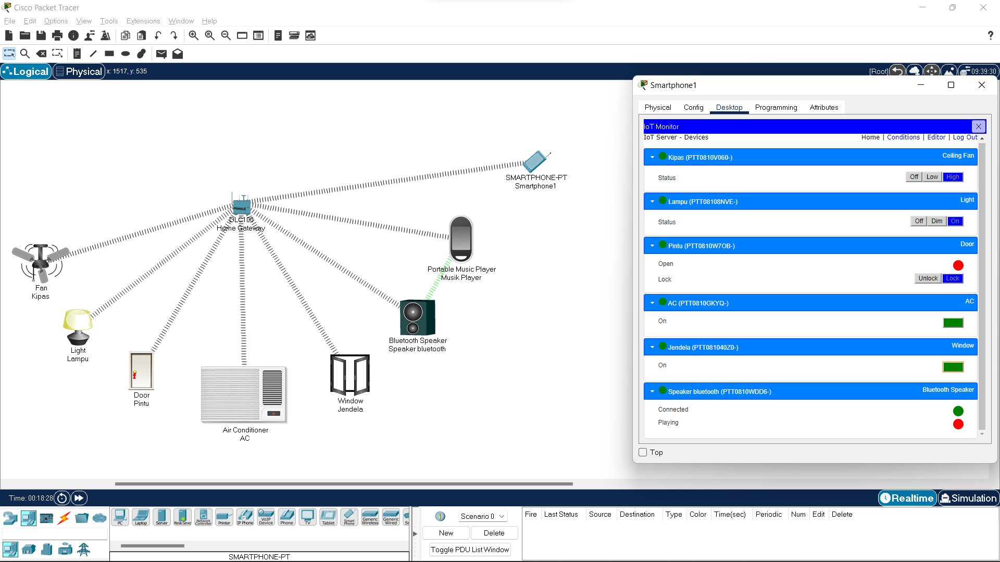 Cisco Packet Tracer
File Edit Options View Tools Extensions Window Help
?
Logical Physical x: 1517, y: 535
[Root] 09:39:30
SMARTPHONE-PT
Smartphone1
DLC100
Home Gateway
Fan
Kipas
Portable Music Player
Musik Player
Light
Lampu
Bluetooth Speaker
Speaker bluetooth
Door
Pintu
Window
Jendela
Air Conditioner
AC
Smartphone1
Physical Config Desktop Programming Attributes
IoT Monitor X
IoT Server - Devices Home | Conditions | Editor | Log Out
Kipas (PTT0810V060-) Ceiling Fan
Status Off Low High
Lampu (PTT08108NVE-) Light
Status Off Dim On
Pintu (PTT0810W7OB-) Door
Open
Lock Unlock Lock
AC (PTT0810GKYQ-) AC
On
Jendela (PTT081040Z0-) Window
On
Speaker bluetooth (PTT0810WDD6-) Bluetooth Speaker
Connected
Playing
Top
Time: 00:18:28 Realtime Simulation
PC Laptop Server Meraki Server Network Controller Printer IP Phone VoIP Device Phone TV Tablet Smart Phone Generic Wireless Generic Wired
SMARTPHONE-PT
Scenario 0
New Delete
Toggle PDU List Window
Fire Last Status Source Destination Type Color Time(sec) Periodic Num Edit Delete